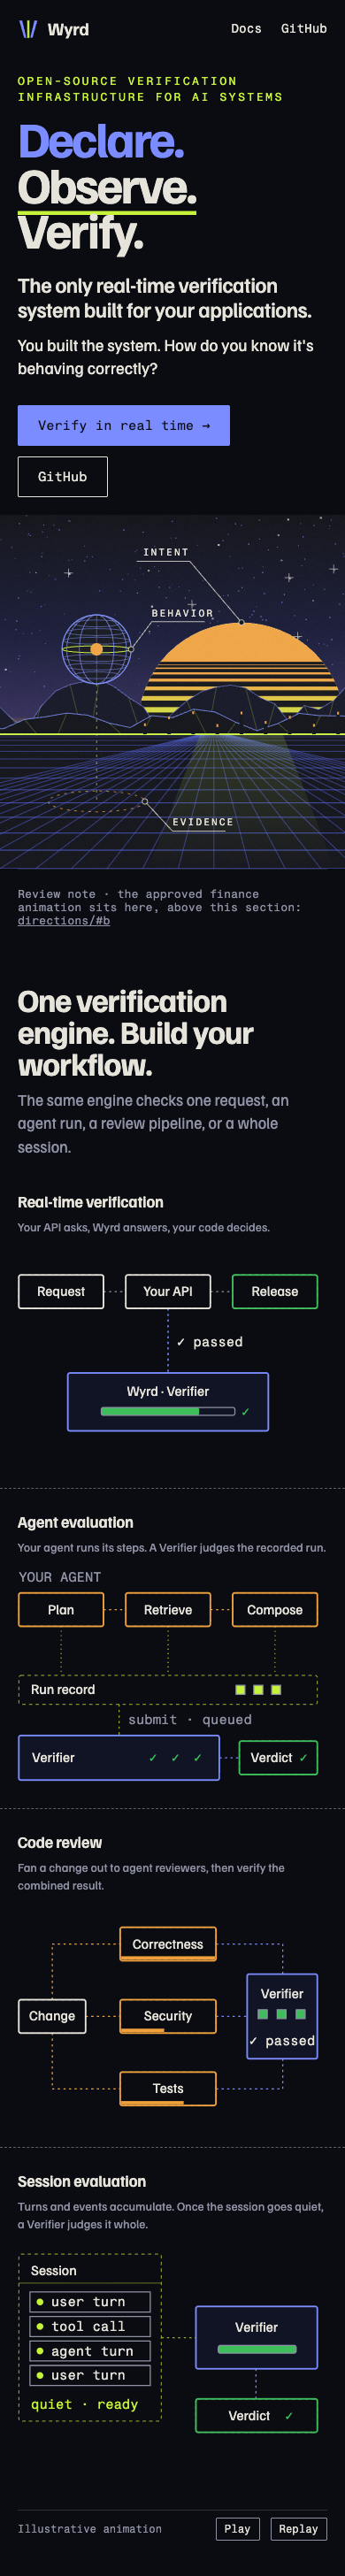 Wyrd
Docs GitHub
OPEN-SOURCE VERIFICATION
INFRASTRUCTURE FOR AI SYSTEMS
Declare.
Observe.
Verify.
The only real-time verification
system built for your applications.
You built the system. How do you know it's
behaving correctly?
Verify in real time →
GitHub
INTENT
BEHAVIOR
EVIDENCE
Review note · the approved finance
animation sits here, above this section:
directions/#b
One verification
engine. Build your
workflow.
The same engine checks one request, an
agent run, a review pipeline, or a whole
session.
Real-time verification
Your API asks, Wyrd answers, your code decides.
Request Your API Release
✓ passed
Wyrd · Verifier
✓
Agent evaluation
Your agent runs its steps. A Verifier judges the recorded run.
YOUR AGENT
Plan Retrieve Compose
Run record
submit · queued
Verifier ✓ ✓ ✓ Verdict ✓
Code review
Fan a change out to agent reviewers, then verify the
combined result.
Correctness
Verifier
Change Security
✓ passed
Tests
Session evaluation
Turns and events accumulate. Once the session goes quiet,
a Verifier judges it whole.
Session
user turn
tool call
agent turn
user turn
quiet · ready
Verifier
Verdict ✓
Illustrative animation Play Replay